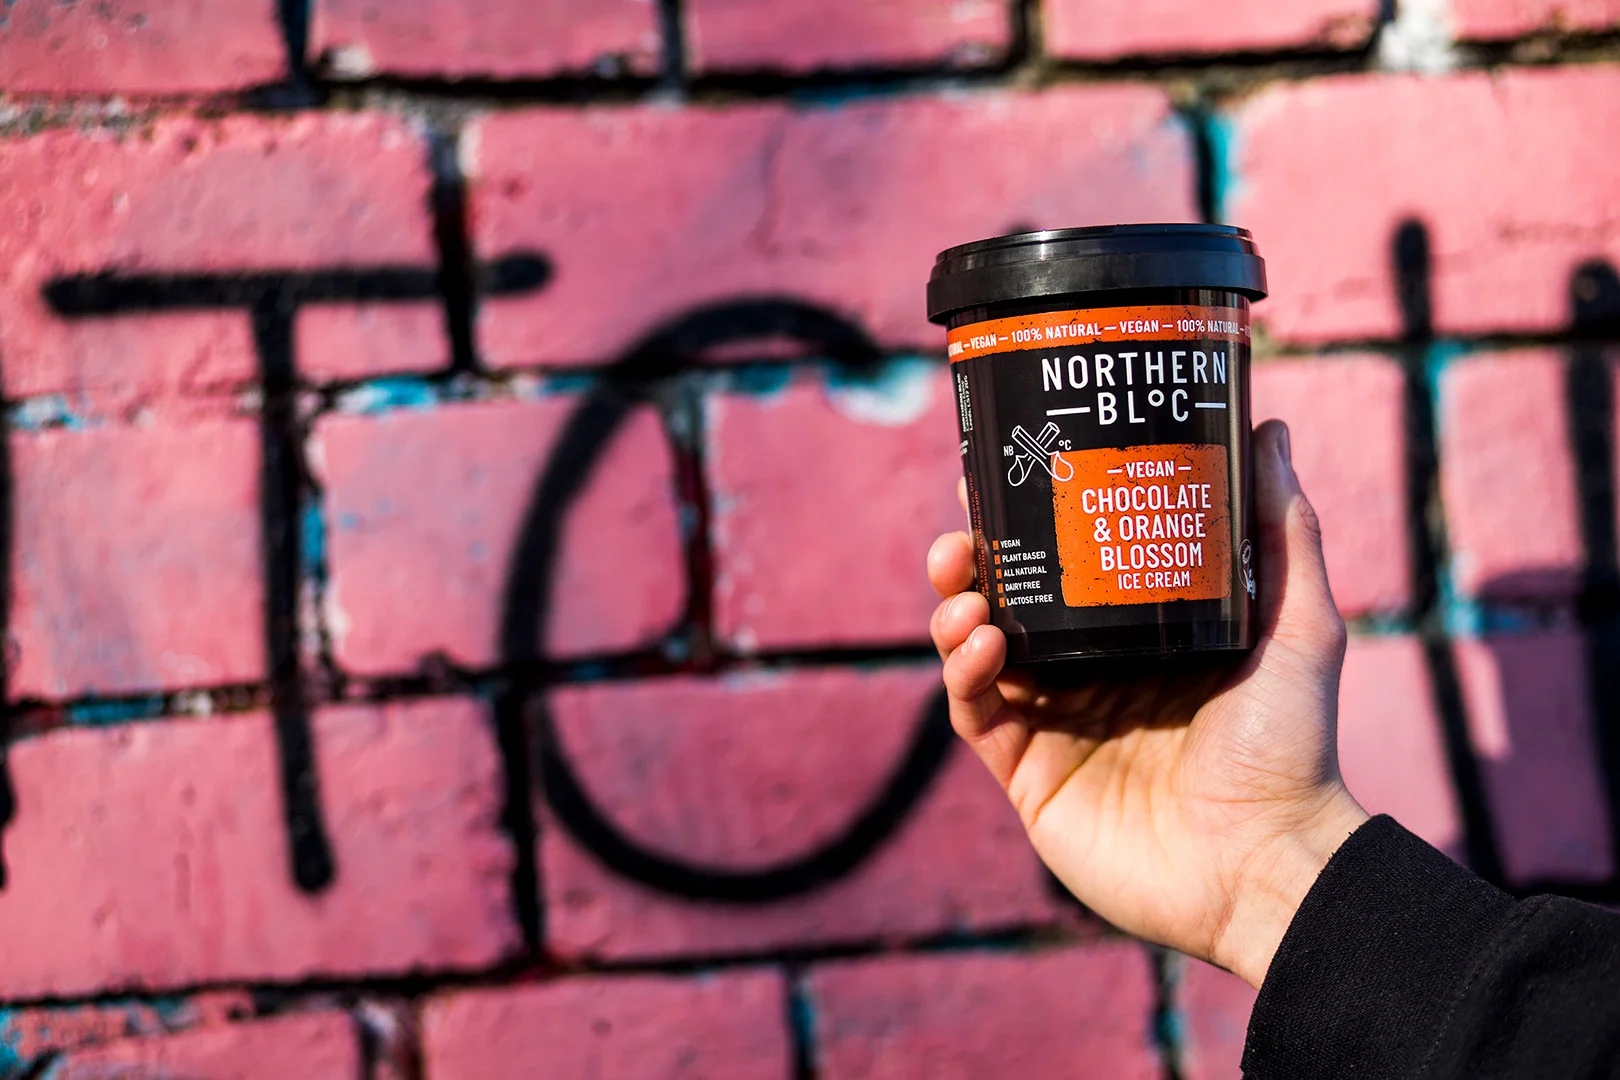 TO
— VEGAN — 100% NATURAL — VEGAN — 100% NATURAL —
NORTHERN
—BL°C—
NB °C
— VEGAN —
CHOCOLATE
& ORANGE
BLOSSOM
ICE CREAM
VEGAN
PLANT BASED
ALL NATURAL
DAIRY FREE
LACTOSE FREE